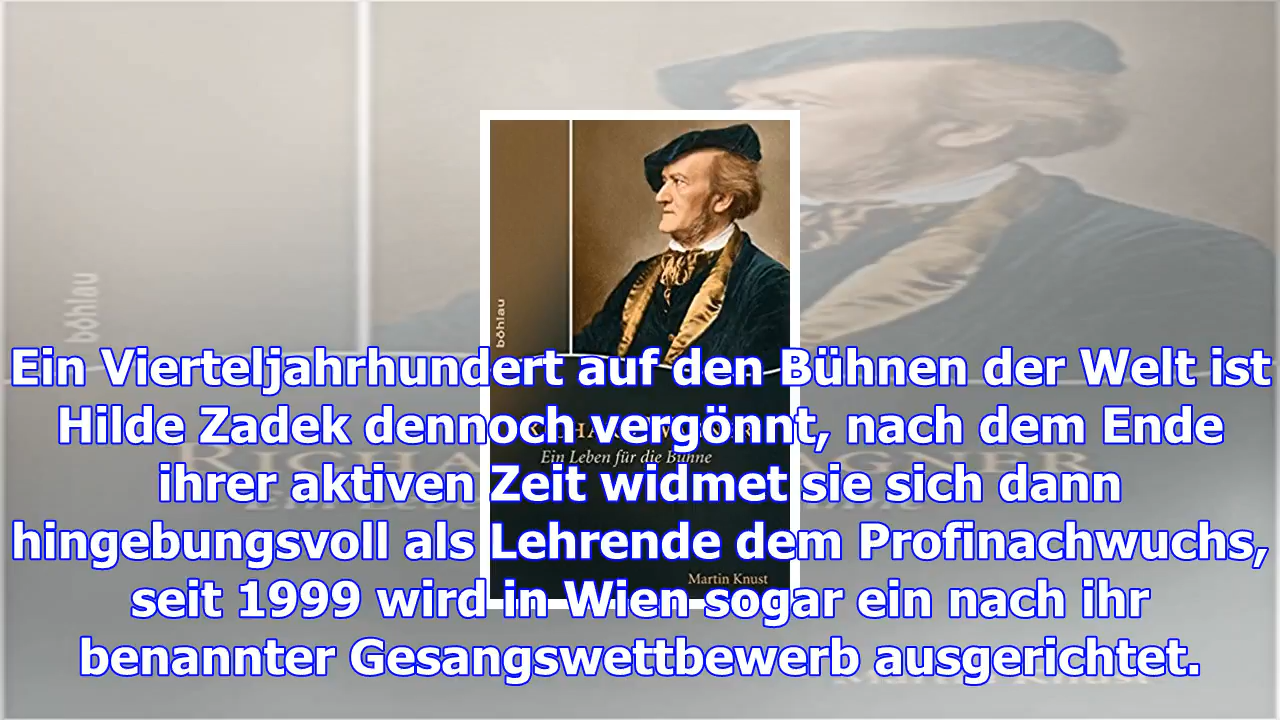 böhlau
böhlau
Ein Vierteljahrhundert auf den Bühnen der Welt ist
Hilde Zadek dennoch vergönnt, nach dem Ende
Ein Leben für die Bühne
ihrer aktiven Zeit widmet sie sich dann
hingebungsvoll als Lehrende dem Profinachwuchs,
Martin Knust
seit 1999 wird in Wien sogar ein nach ihr
benannter Gesangswettbewerb ausgerichtet.